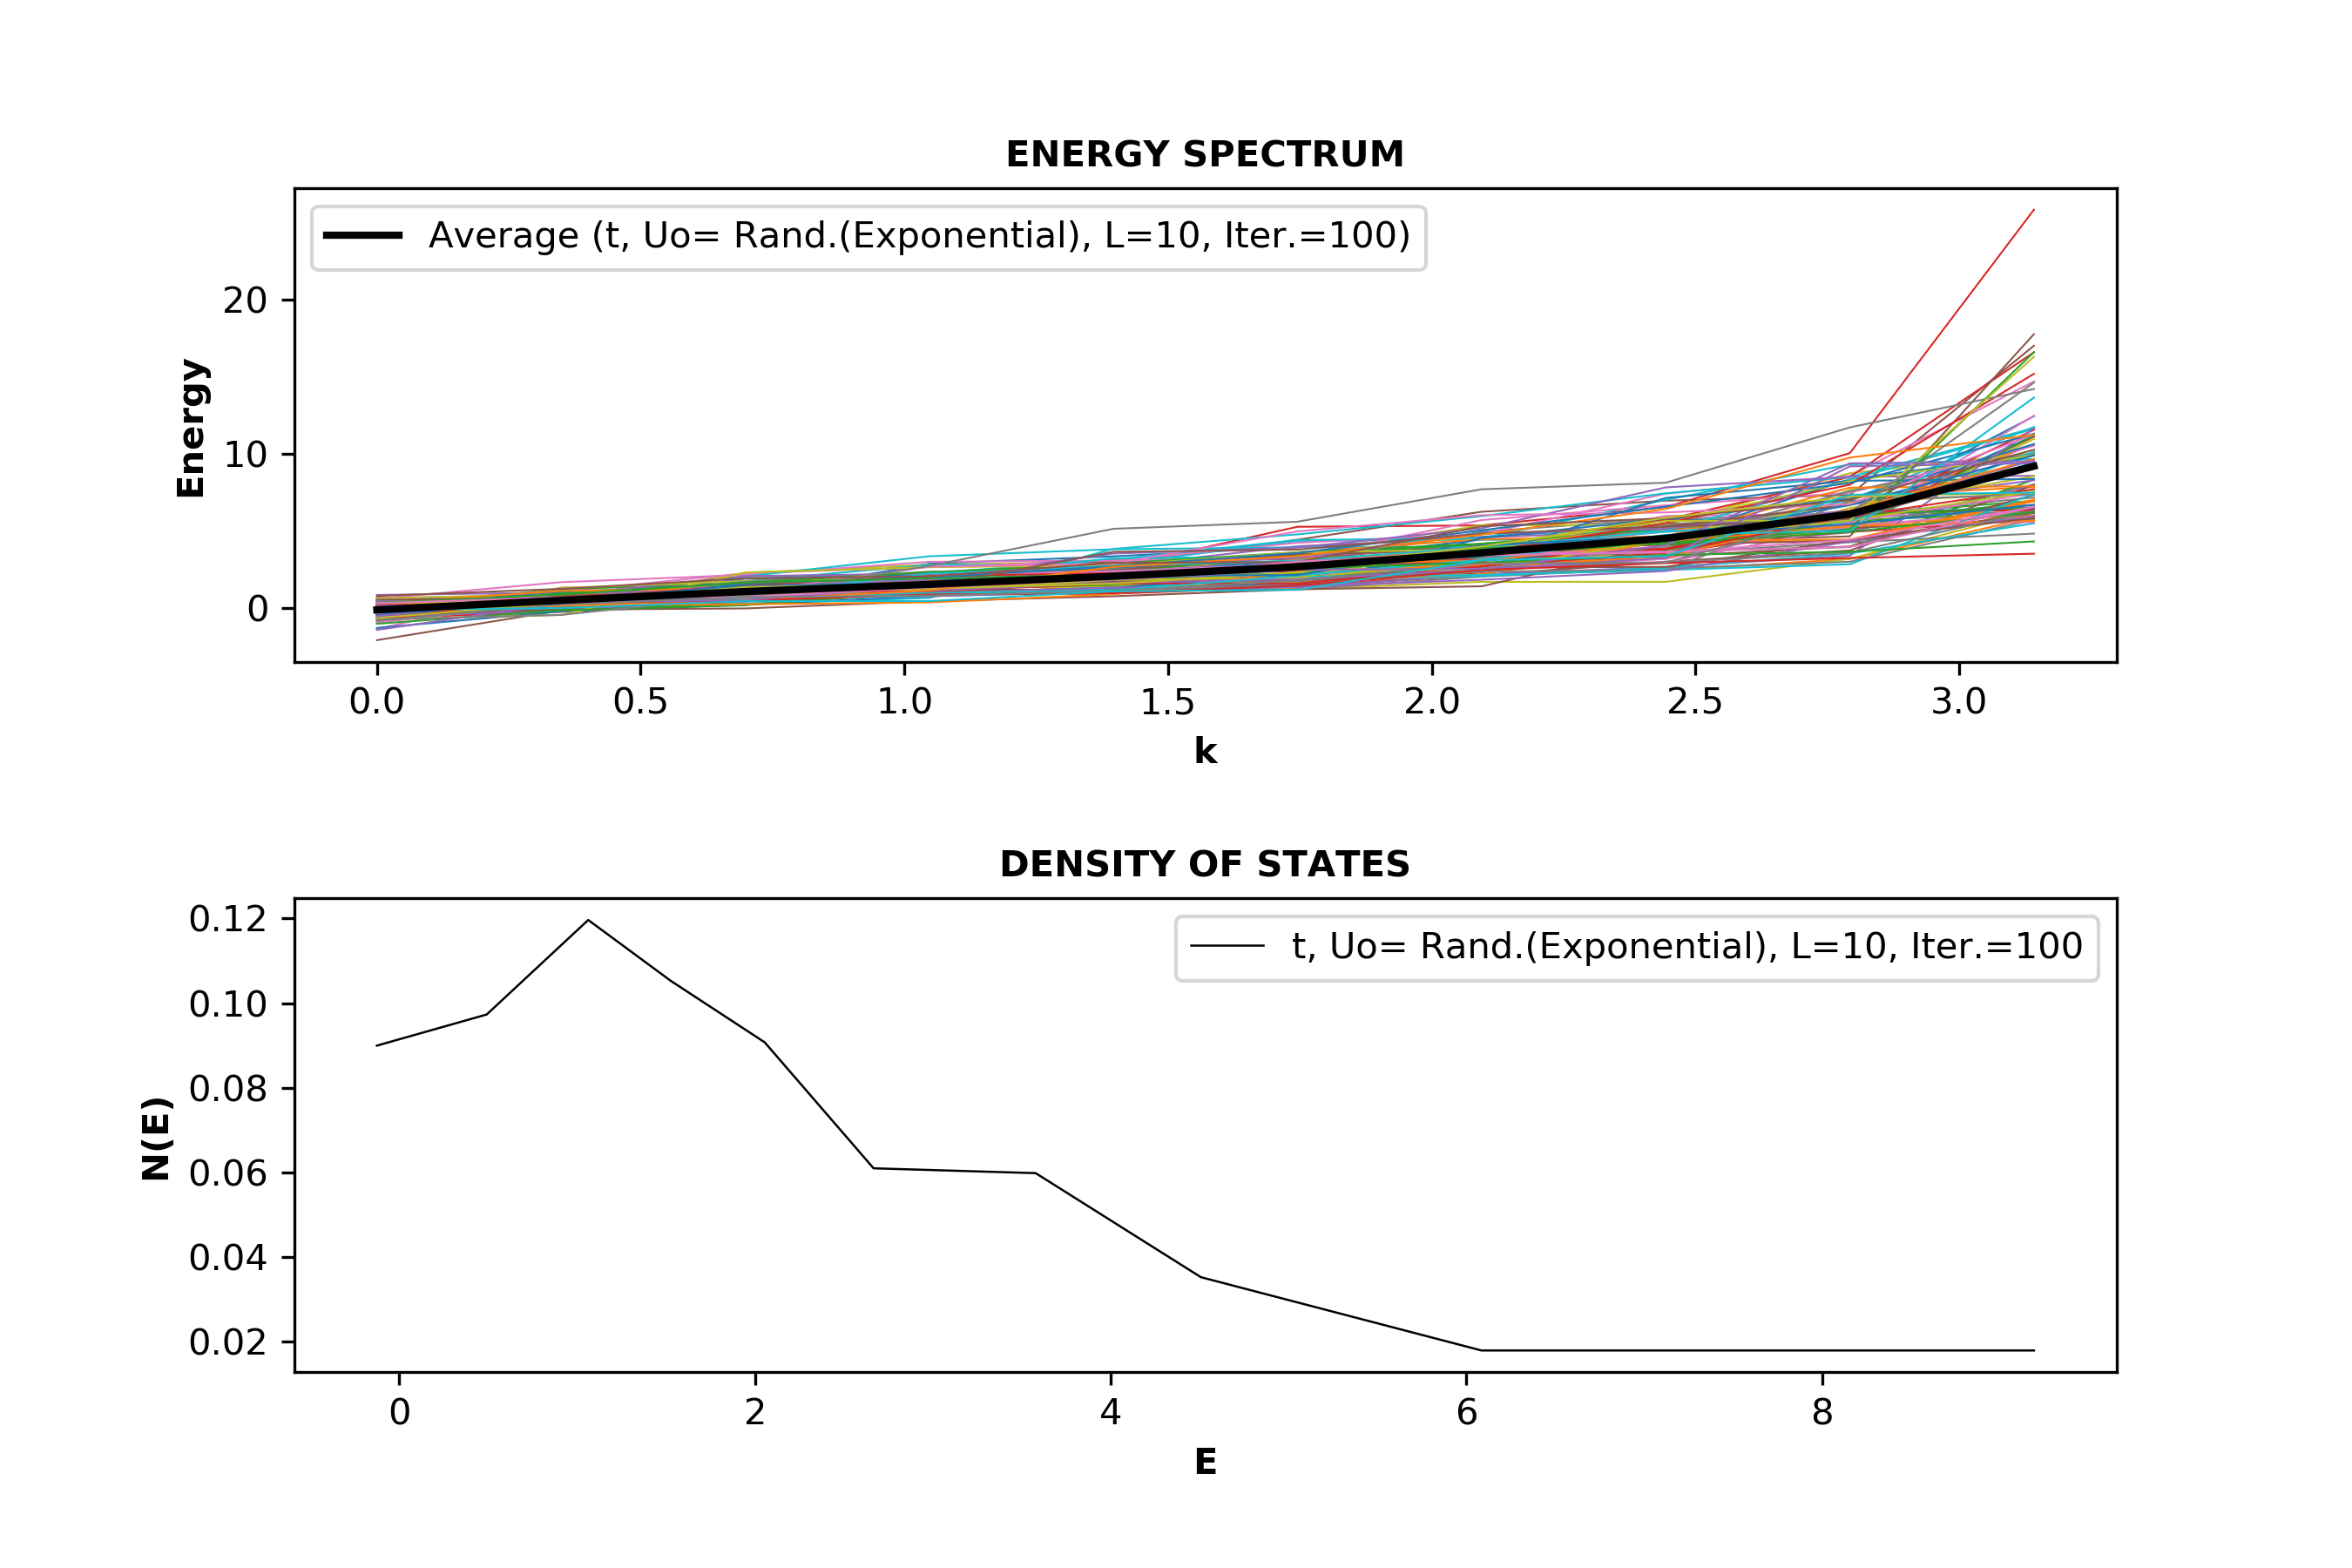 ENERGY SPECTRUM
Average (t, Uo= Rand.(Exponential), L=10, Iter.=100)
20
10
0
Energy
0.0 0.5 1.0 1.5 2.0 2.5 3.0
k
DENSITY OF STATES
t, Uo= Rand.(Exponential), L=10, Iter.=100
0.12
0.10
0.08
0.06
0.04
0.02
N(E)
0 2 4 6 8
E